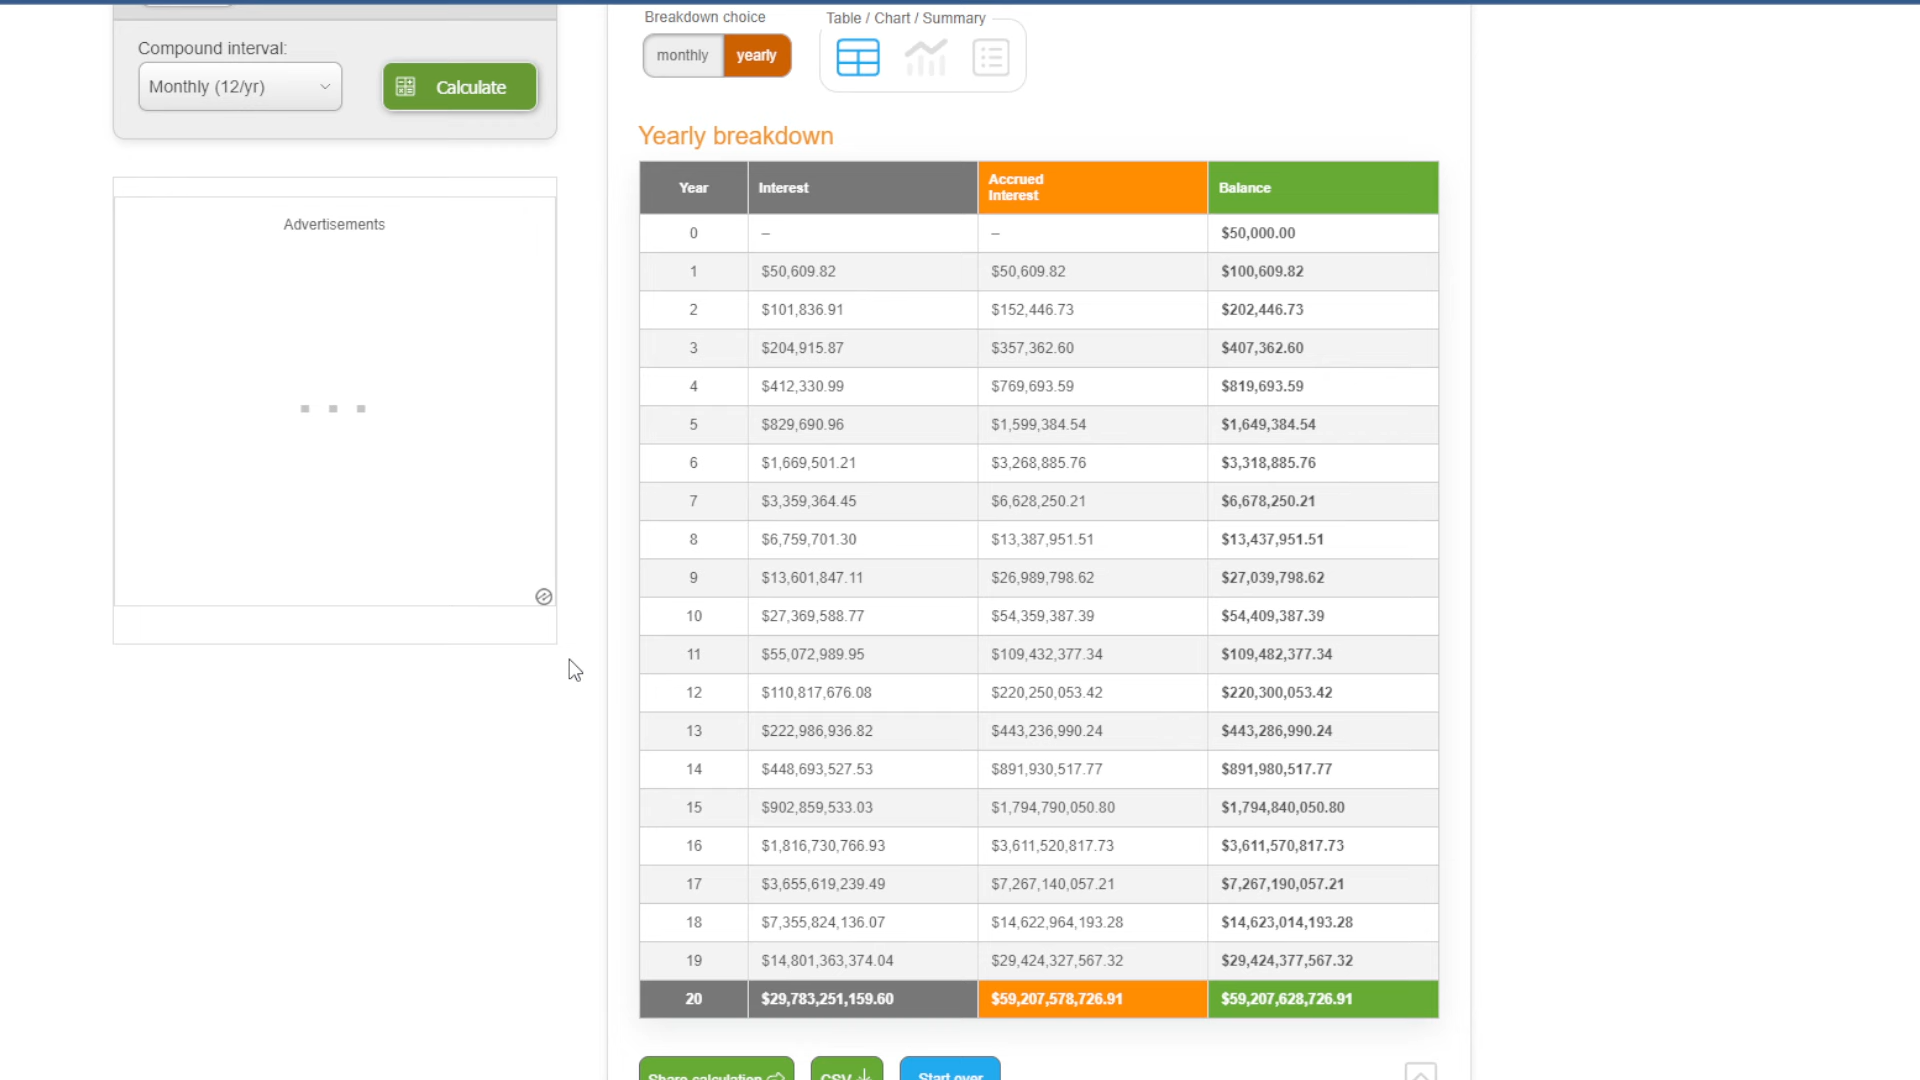 Breakdown choice
Table / Chart / Summary
Compound interval:
monthly yearly
Monthly (12/yr)
Calculate
Yearly breakdown
Year Interest Accrued Interest Balance
0 – – $50,000.00
1 $50,609.82 $50,609.82 $100,609.82
2 $101,836.91 $152,446.73 $202,446.73
3 $204,915.87 $357,362.60 $407,362.60
4 $412,330.99 $769,693.59 $819,693.59
5 $829,690.96 $1,599,384.54 $1,649,384.54
6 $1,669,501.21 $3,268,885.76 $3,318,885.76
7 $3,359,364.45 $6,628,250.21 $6,678,250.21
8 $6,759,701.30 $13,387,951.51 $13,437,951.51
9 $13,601,847.11 $26,989,798.62 $27,039,798.62
10 $27,369,588.77 $54,359,387.39 $54,409,387.39
11 $55,072,989.95 $109,432,377.34 $109,482,377.34
12 $110,817,676.08 $220,250,053.42 $220,300,053.42
13 $222,986,936.82 $443,236,990.24 $443,286,990.24
14 $448,693,527.53 $891,930,517.77 $891,980,517.77
15 $902,859,533.03 $1,794,790,050.80 $1,794,840,050.80
16 $1,816,730,766.93 $3,611,520,817.73 $3,611,570,817.73
17 $3,655,619,239.49 $7,267,140,057.21 $7,267,190,057.21
18 $7,355,824,136.07 $14,622,964,193.28 $14,623,014,193.28
19 $14,801,363,374.04 $29,424,327,567.32 $29,424,377,567.32
20 $29,783,251,159.60 $59,207,578,726.91 $59,207,628,726.91
Advertisements
Share calculation CSV Start over